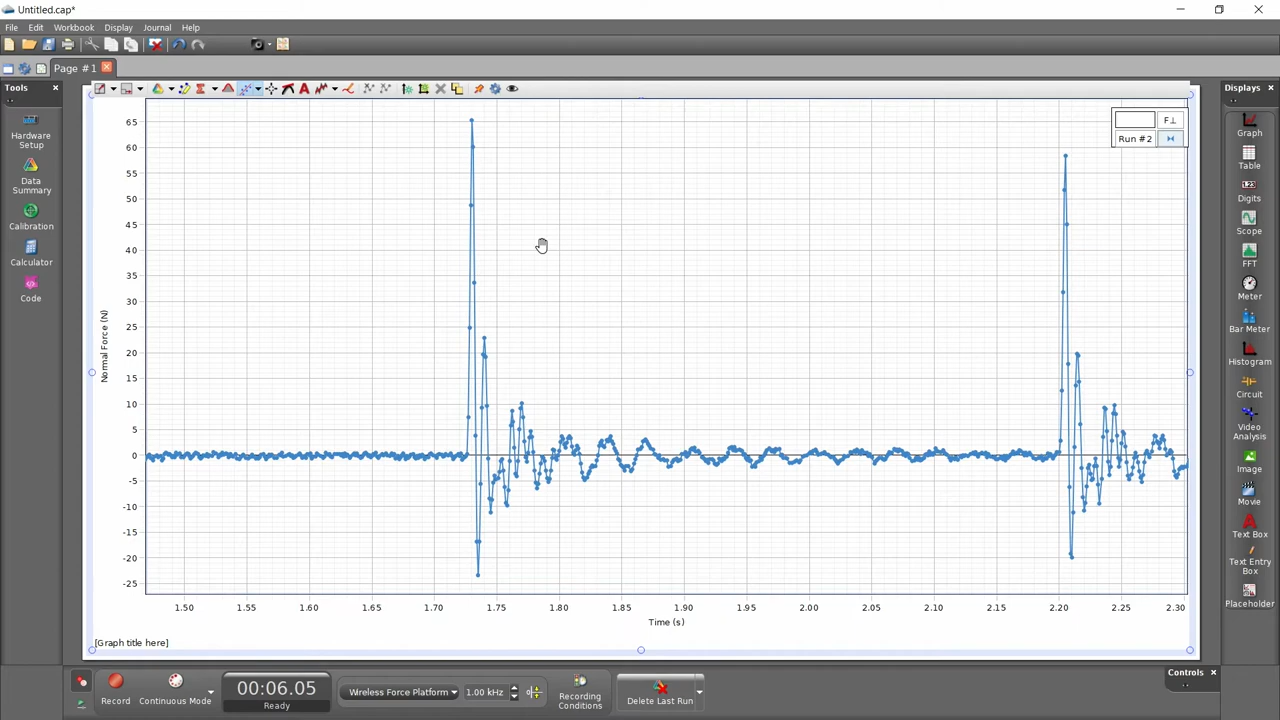 Untitled.cap*
File Edit Workbook Display Journal Help
Page #1
Tools
Hardware
Setup
Data
Summary
Calibration
Calculator
Code
F⊥
Run #2
65
60
55
50
45
40
35
30
25
20
15
10
5
0
-5
-10
-15
-20
-25
Normal Force (N)
1.50 1.55 1.60 1.65 1.70 1.75 1.80 1.85 1.90 1.95 2.00 2.05 2.10 2.15 2.20 2.25 2.30
Time (s)
[Graph title here]
Displays
Graph
Table
1.23
Digits
Scope
FFT
Meter
Bar Meter
Histogram
Circuit
Video
Analysis
Image
Movie
Text Box
Text Entry
Box
Placeholder
Record
Continuous Mode
00:06.05
Ready
Wireless Force Platform
1.00 kHz
Recording
Conditions
Delete Last Run
Controls